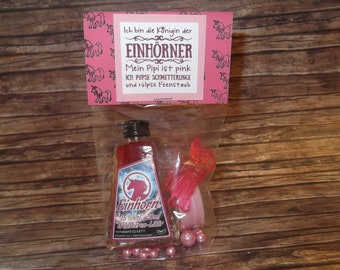 Ich bin die Königin der
EINHÖRNER
Mein Pipi ist pink
ICH PUPSE SCHMETTERLINGE
und rülpse Feenstaub
Einhorn